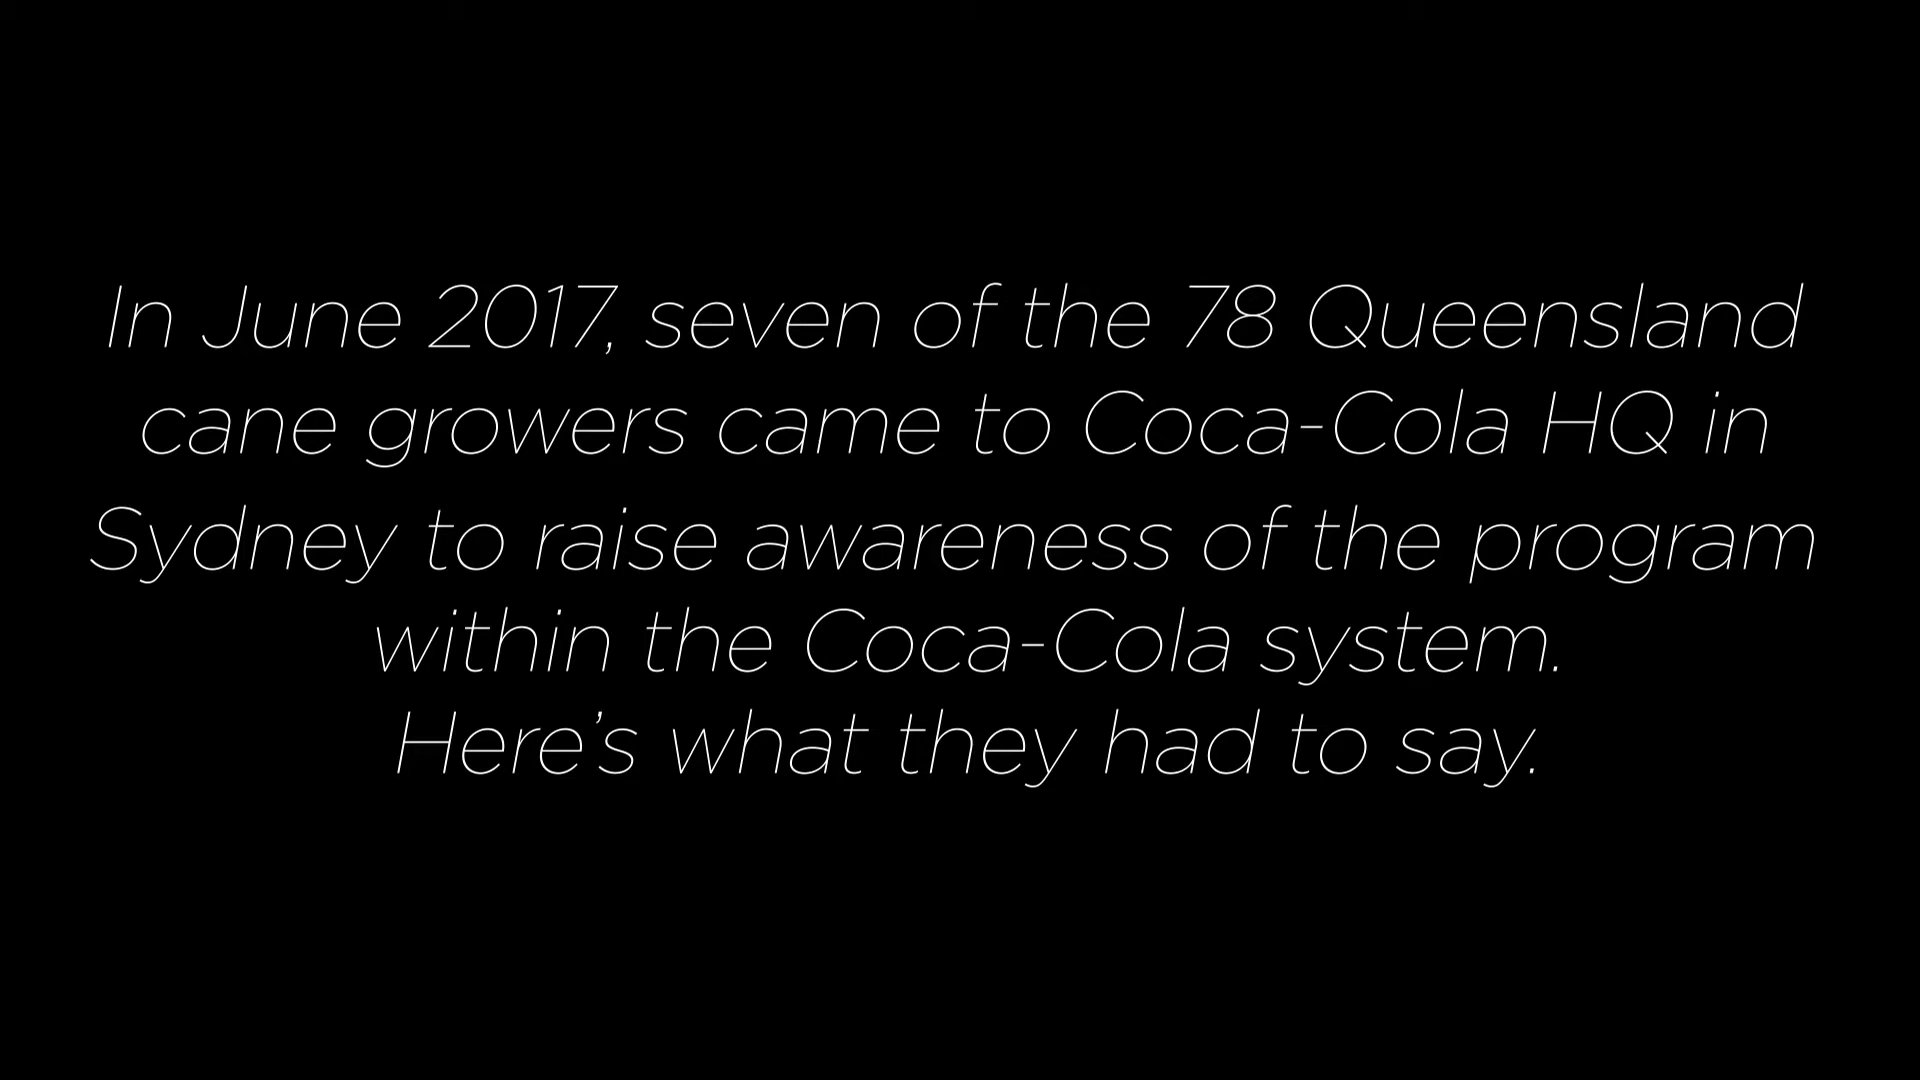 In June 2017, seven of the 78 Queensland
cane growers came to Coca-Cola HQ in
Sydney to raise awareness of the program
within the Coca-Cola system.
Here’s what they had to say.